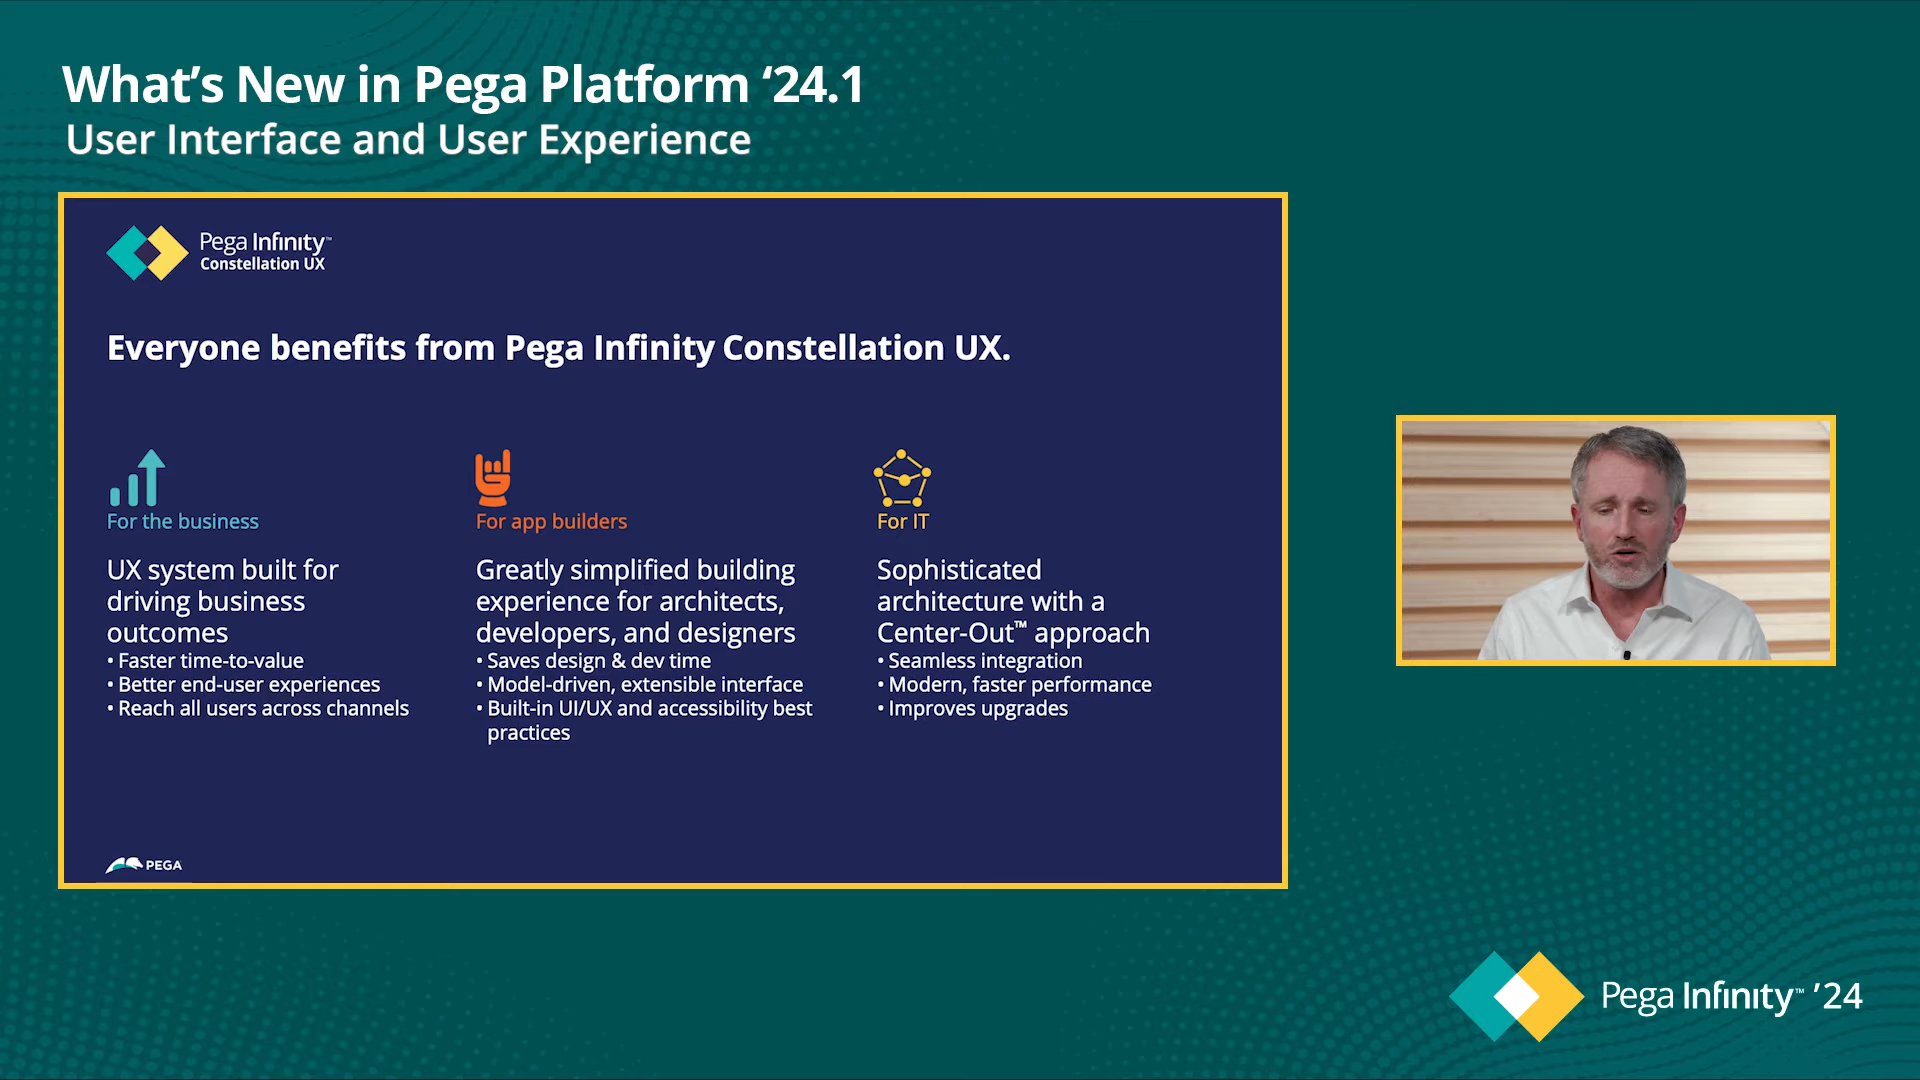 What's New in Pega Platform ‘24.1
User Interface and User Experience
Pega Infinity™
Constellation UX
Everyone benefits from Pega Infinity Constellation UX.
For the business
UX system built for
driving business
outcomes
• Faster time-to-value
• Better end-user experiences
• Reach all users across channels
For app builders
Greatly simplified building
experience for architects,
developers, and designers
• Saves design & dev time
• Model-driven, extensible interface
• Built-in UI/UX and accessibility best
practices
For IT
Sophisticated
architecture with a
Center-Out™ approach
• Seamless integration
• Modern, faster performance
• Improves upgrades
PEGA
Pega Infinity™ ’24